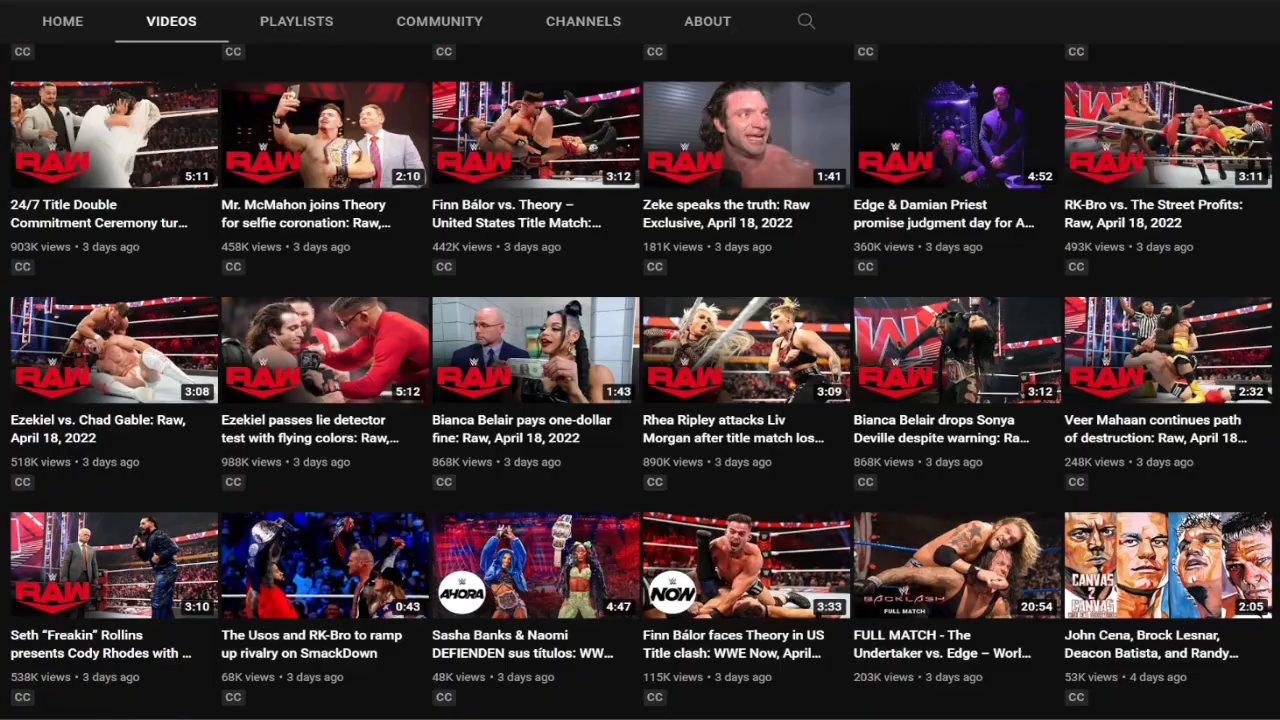 HOME VIDEOS PLAYLISTS COMMUNITY CHANNELS ABOUT
CC CC CC CC CC
RAW 5:11 RAW 2:10 RAW 3:12 RAW 1:41 RAW 4:52 RAW 3:11
24/7 Title Double Mr. McMahon joins Theory Finn Bálor vs. Theory – Zeke speaks the truth: Raw Edge & Damian Priest RK-Bro vs. The Street Profits:
Commitment Ceremony tur... for selfie coronation: Raw,... United States Title Match:... Exclusive, April 18, 2022 promise judgment day for A... Raw, April 18, 2022
903K views • 3 days ago 458K views • 3 days ago 442K views • 3 days ago 181K views • 3 days ago 360K views • 3 days ago 493K views • 3 days ago
CC CC CC CC CC CC
RAW 3:08 RAW 5:12 RAW 1:43 RAW 3:09 RAW 3:12 RAW 2:32
Ezekiel vs. Chad Gable: Raw, Ezekiel passes lie detector Bianca Belair pays one-dollar Rhea Ripley attacks Liv Bianca Belair drops Sonya Veer Mahaan continues path
April 18, 2022 test with flying colors: Raw,... fine: Raw, April 18, 2022 Morgan after title match los... Deville despite warning: Ra... of destruction: Raw, April 18...
518K views • 3 days ago 988K views • 3 days ago 868K views • 3 days ago 890K views • 3 days ago 868K views • 3 days ago 248K views • 3 days ago
CC CC CC CC CC CC
RAW 3:10 0:43 AHORA 4:47 NOW 3:33 BACKLASH FULL MATCH 20:54 CANVAS 2 CANVAS 2:05
Seth “Freakin” Rollins The Usos and RK-Bro to ramp Sasha Banks & Naomi Finn Bálor faces Theory in US FULL MATCH - The John Cena, Brock Lesnar,
presents Cody Rhodes with ... up rivalry on SmackDown DEFIENDEN sus títulos: WW... Title clash: WWE Now, April... Undertaker vs. Edge – Worl... Deacon Batista, and Randy...
538K views • 3 days ago 68K views • 3 days ago 48K views • 3 days ago 115K views • 3 days ago 203K views • 3 days ago 53K views • 4 days ago
CC CC CC CC